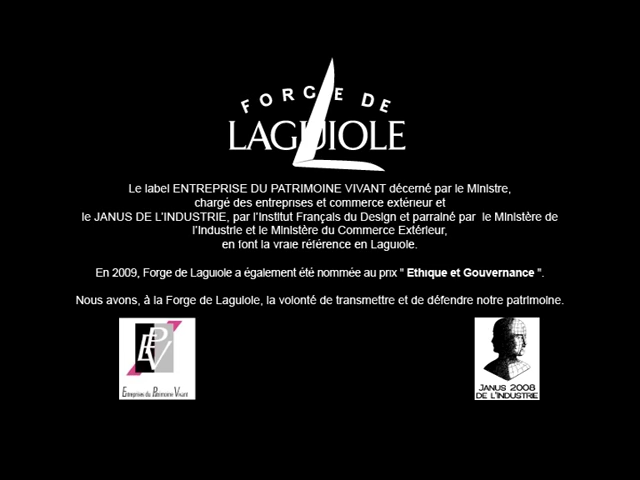 FORGE DE
LAGUIOLE
Le label ENTREPRISE DU PATRIMOINE VIVANT décerné par le Ministre,
chargé des entreprises et commerce extérieur et
le JANUS DE L'INDUSTRIE, par l'Institut Français du Design et parrainé par le Ministère de
l'Industrie et le Ministère du Commerce Extérieur,
en font la vraie référence en Laguiole.
En 2009, Forge de Laguiole a également été nommée au prix " Ethique et Gouvernance ".
Nous avons, à la Forge de Laguiole, la volonté de transmettre et de défendre notre patrimoine.
EPV
Entreprises du Patrimoine Vivant
JANUS 2008
DE L'INDUSTRIE